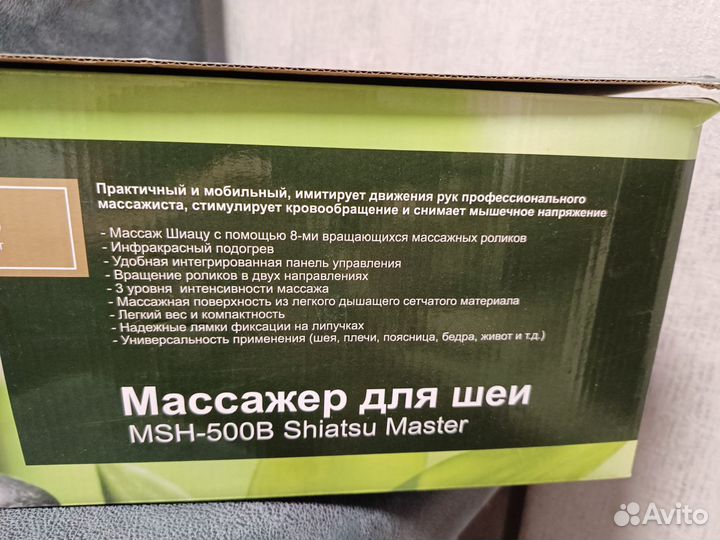 Практичный и мобильный, имитирует движения рук профессионального
массажиста, стимулирует кровообращение и снимает мышечное напряжение
- Массаж Шиацу с помощью 8-ми вращающихся массажных роликов
- Инфракрасный подогрев
- Удобная интегрированная панель управления
- Вращение роликов в двух направлениях
- 3 уровня интенсивности массажа
- Массажная поверхность из легкого дышащего сетчатого материала
- Легкий вес и компактность
- Надежные лямки фиксации на липучках
- Универсальность применения (шея, плечи, поясница, бедра, живот и т.д.)
Массажер для шеи
MSH-500B Shiatsu Master
Avito